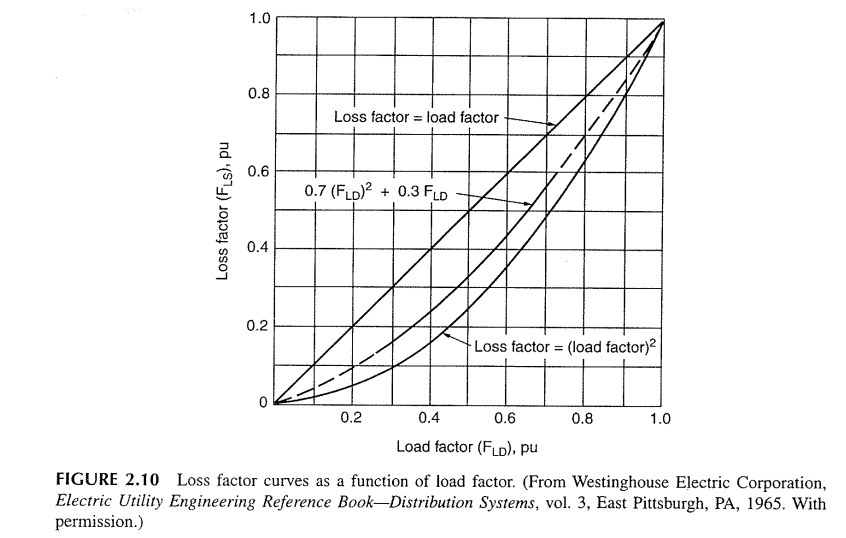 1.0
0.8
0.6
0.4
0.2
0
Loss factor (F_LS), pu
Loss factor = load factor
0.7 (F_LD)² + 0.3 F_LD
Loss factor = (load factor)²
0.2 0.4 0.6 0.8 1.0
Load factor (F_LD), pu
FIGURE 2.10 Loss factor curves as a function of load factor. (From Westinghouse Electric Corporation,
Electric Utility Engineering Reference Book—Distribution Systems, vol. 3, East Pittsburgh, PA, 1965. With
permission.)